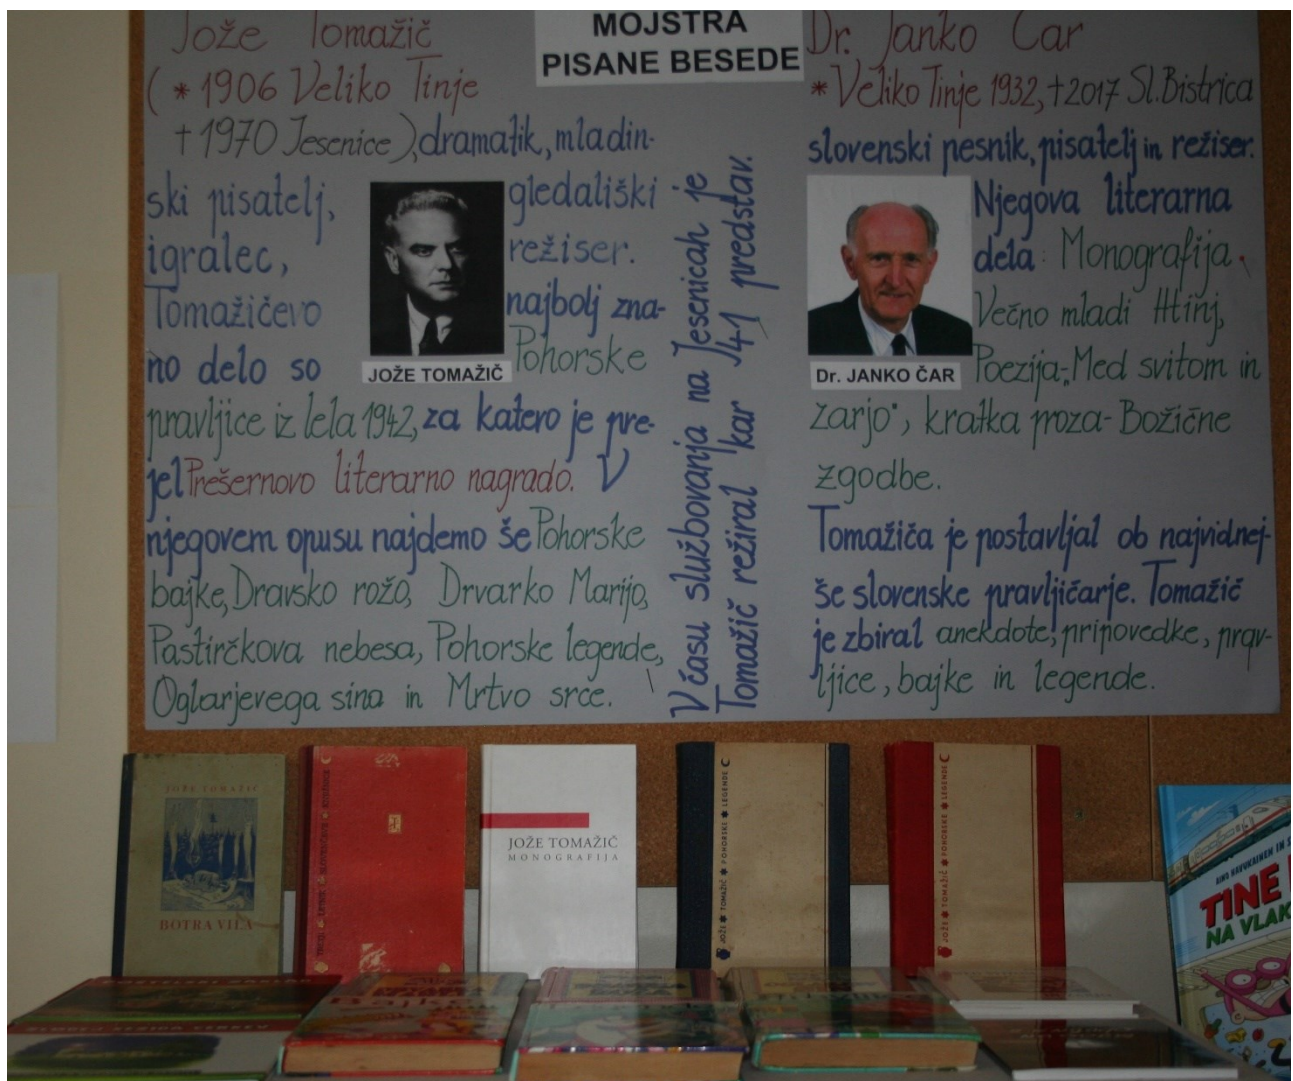 MOJSTRA
PISANE BESEDE
Jože Tomažič
(* 1906 Veliko Tinje
† 1970 Jesenice), dramatik, mladin-
ski pisatelj, gledališki
igralec, režiser.
Tomažičevo najbolj zna-
no delo so Pohorske
JOŽE TOMAŽIČ
pravljice iz lela 1942, za katero je pre-
jel Prešernovo literarno nagrado. V
njegovem opusu najdemo še Pohorske
bajke, Dravsko rožo, Drvarko Marijo,
Pastirčkova nebesa, Pohorske legende,
Oglarjevega sina in Mrtvo srce.
V času službovanja na Jesenicah je
Tomažič režiral kar 41 predstav.
Dr. Janko Čar
* Veliko Tinje 1932, † 2017 Sl. Bistrica
slovenski pesnik, pisatelj in režiser.
Njegova literarna
dela: Monografija,
Večno mladi Htinj,
Poezija: Med svitom in
Dr. JANKO ČAR
zarjo", kratka proza - Božične
zgodbe.
Tomažiča je postavljal ob najvidnej-
še slovenske pravljičarje. Tomažič
je zbiral anekdote, pripovedke, prav-
ljice, bajke in legende.
JOŽE TOMAŽIČ
BOTRA VILA
JOŽE TOMAŽIČ
MONOGRAFIJA
JOŽE TOMAŽIČ POHORSKE LEGENDE
JOŽE TOMAŽIČ POHORSKE LEGENDE
TINE
NA VLAK